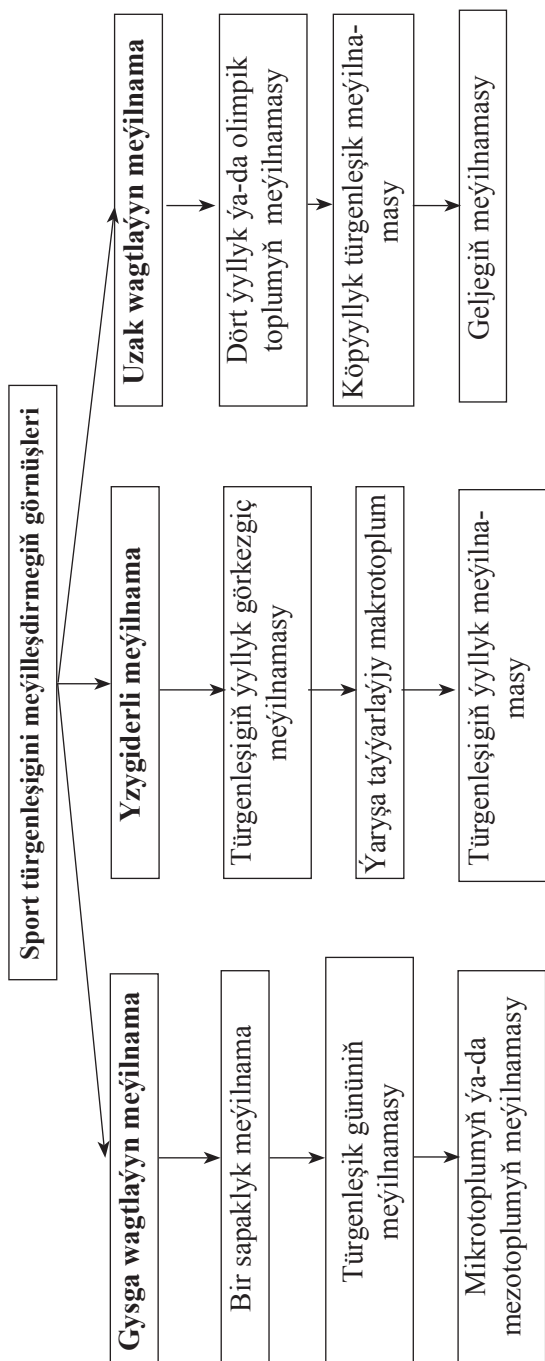 Sport türgenleşigini meýilleşdirmegiň görnüşleri
Gysga wagtlaýyn meýilnama
Bir sapaklyk meýilnama
Türgenleşik gününiň
meýilnamasy
Mikrotoplumyň ýa-da
mezotoplumyň meýilnamasy
Yzygiderli meýilnama
Türgenleşigiň ýyllyk görkezgiç
meýilnamasy
Ýaryşa taýýarlaýjy makrotoplum
Türgenleşigiň ýyllyk meýilna-
masy
Uzak wagtlaýyn meýilnama
Dört ýyllyk ýa-da olimpik
toplumyň meýilnamasy
Köpýyllyk türgenleşik meýilna-
masy
Geljegiň meýilnamasy